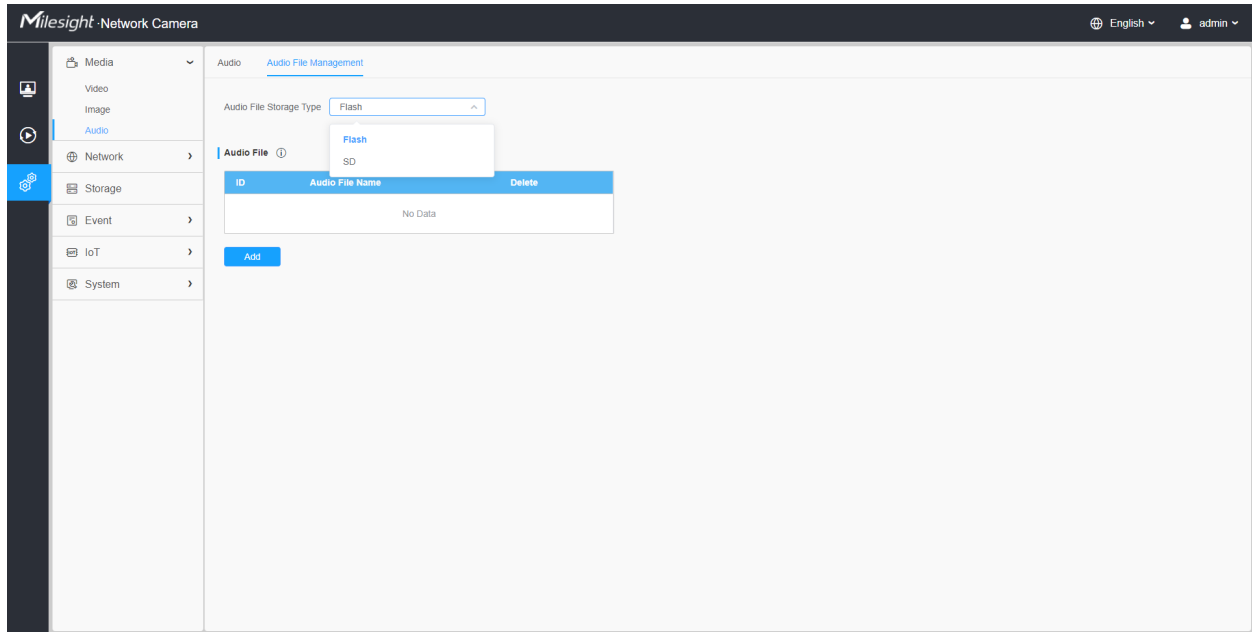 Milesight · Network Camera
English
admin
Media
Video
Image
Audio
Network
Storage
Event
IoT
System
Audio Audio File Management
Audio File Storage Type Flash
Flash
SD
Audio File
ID Audio File Name Delete
No Data
Add